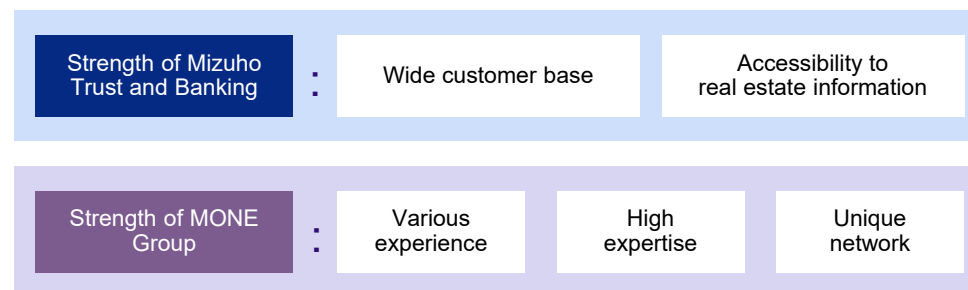 Strength of Mizuho
Trust and Banking
:
Wide customer base
Accessibility to
real estate information
Strength of MONE
Group
:
Various
experience
High
expertise
Unique
network